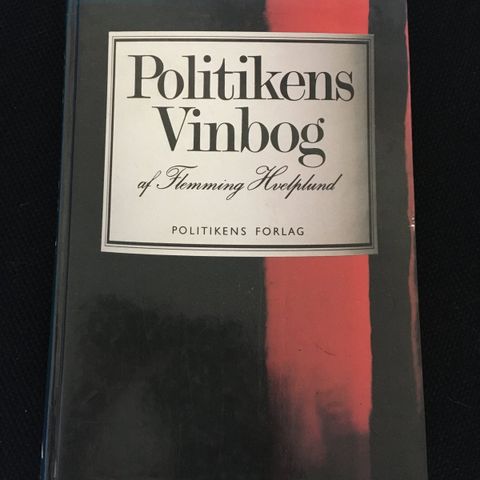 Politikens
Vinbog
af Flemming Hvelplund
POLITIKENS FORLAG